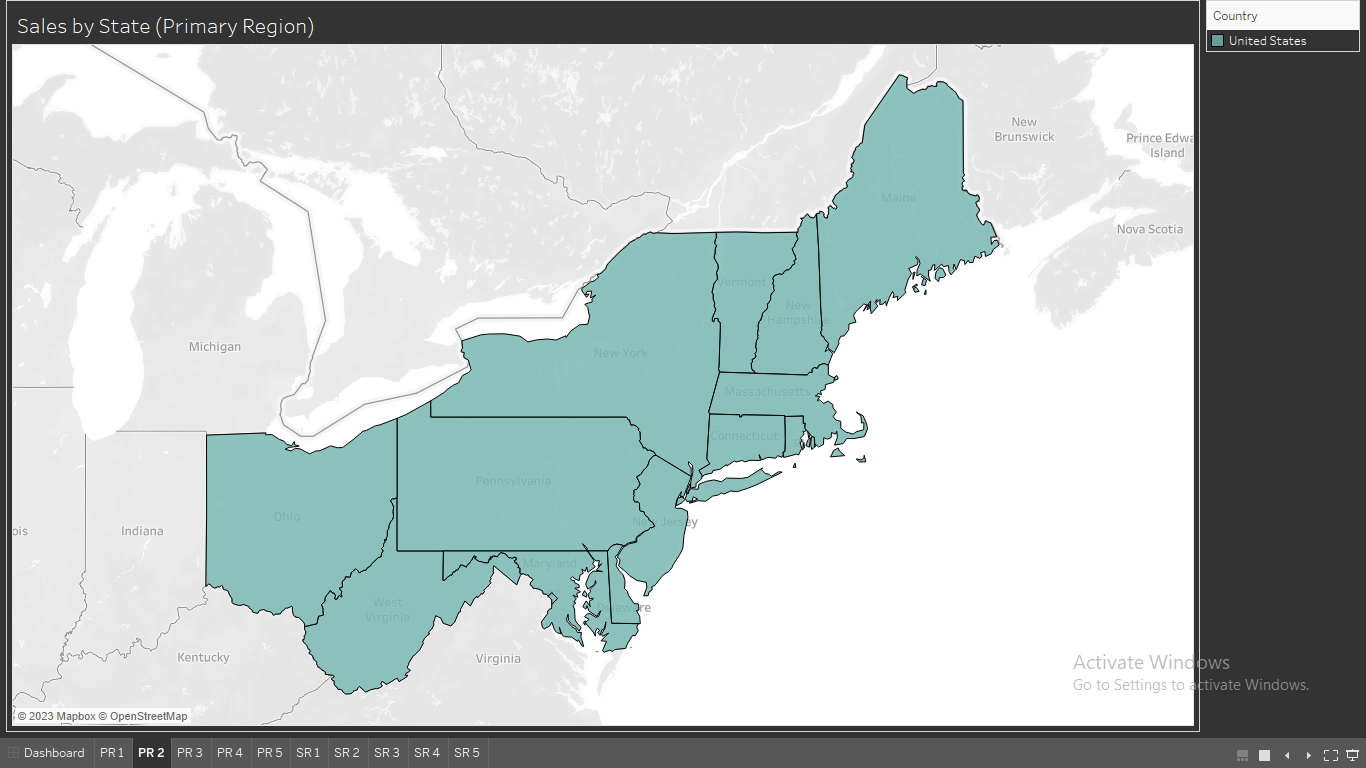 Sales by State (Primary Region)
Country
United States
New
Brunswick
Prince Edwa
Island
Maine
Nova Scotia
Vermont
New
Hampshire
Michigan
New York
Massachusetts
Connecticut
Pennsylvania
Ohio
New Jersey
ois
Indiana
Maryland
West
Virginia
Delaware
Kentucky
Virginia
Activate Windows
Go to Settings to activate Windows.
© 2023 Mapbox © OpenStreetMap
Dashboard PR 1 PR 2 PR 3 PR 4 PR 5 SR 1 SR 2 SR 3 SR 4 SR 5